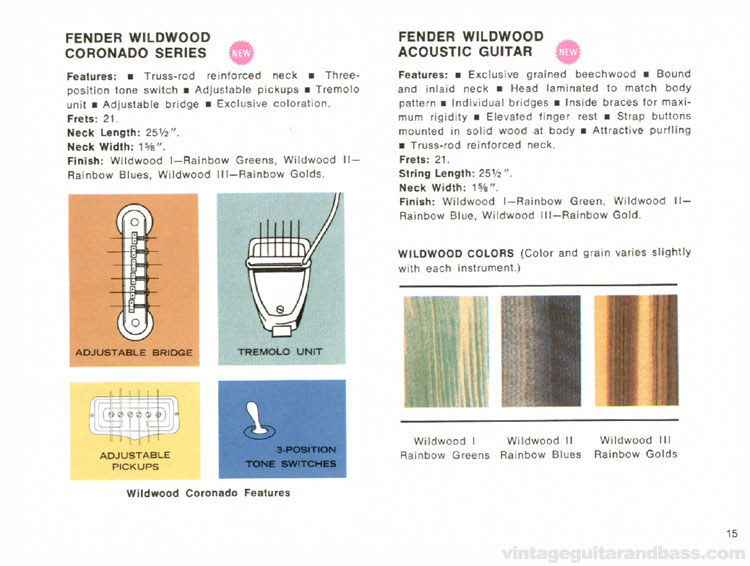 FENDER WILDWOOD
CORONADO SERIES
NEW
Features: ■ Truss-rod reinforced neck ■ Three-
position tone switch ■ Adjustable pickups ■ Tremolo
unit ■ Adjustable bridge ■ Exclusive coloration.
Frets: 21.
Neck Length: 25½".
Neck Width: 1⅝".
Finish: Wildwood I—Rainbow Greens, Wildwood II—
Rainbow Blues, Wildwood III—Rainbow Golds.
ADJUSTABLE BRIDGE
TREMOLO UNIT
ADJUSTABLE
PICKUPS
3-POSITION
TONE SWITCHES
Wildwood Coronado Features
FENDER WILDWOOD
ACOUSTIC GUITAR
NEW
Features: ■ Exclusive grained beechwood ■ Bound
and inlaid neck ■ Head laminated to match body
pattern ■ Individual bridges ■ Inside braces for maxi-
mum rigidity ■ Elevated finger rest ■ Strap buttons
mounted in solid wood at body ■ Attractive purfling
■ Truss-rod reinforced neck.
Frets: 21.
String Length: 25½".
Neck Width: 1⅝".
Finish: Wildwood I—Rainbow Green, Wildwood II—
Rainbow Blue, Wildwood III—Rainbow Gold.
WILDWOOD COLORS (Color and grain varies slightly
with each instrument.)
Wildwood I
Rainbow Greens
Wildwood II
Rainbow Blues
Wildwood III
Rainbow Golds
15
vintageguitarandbass.com